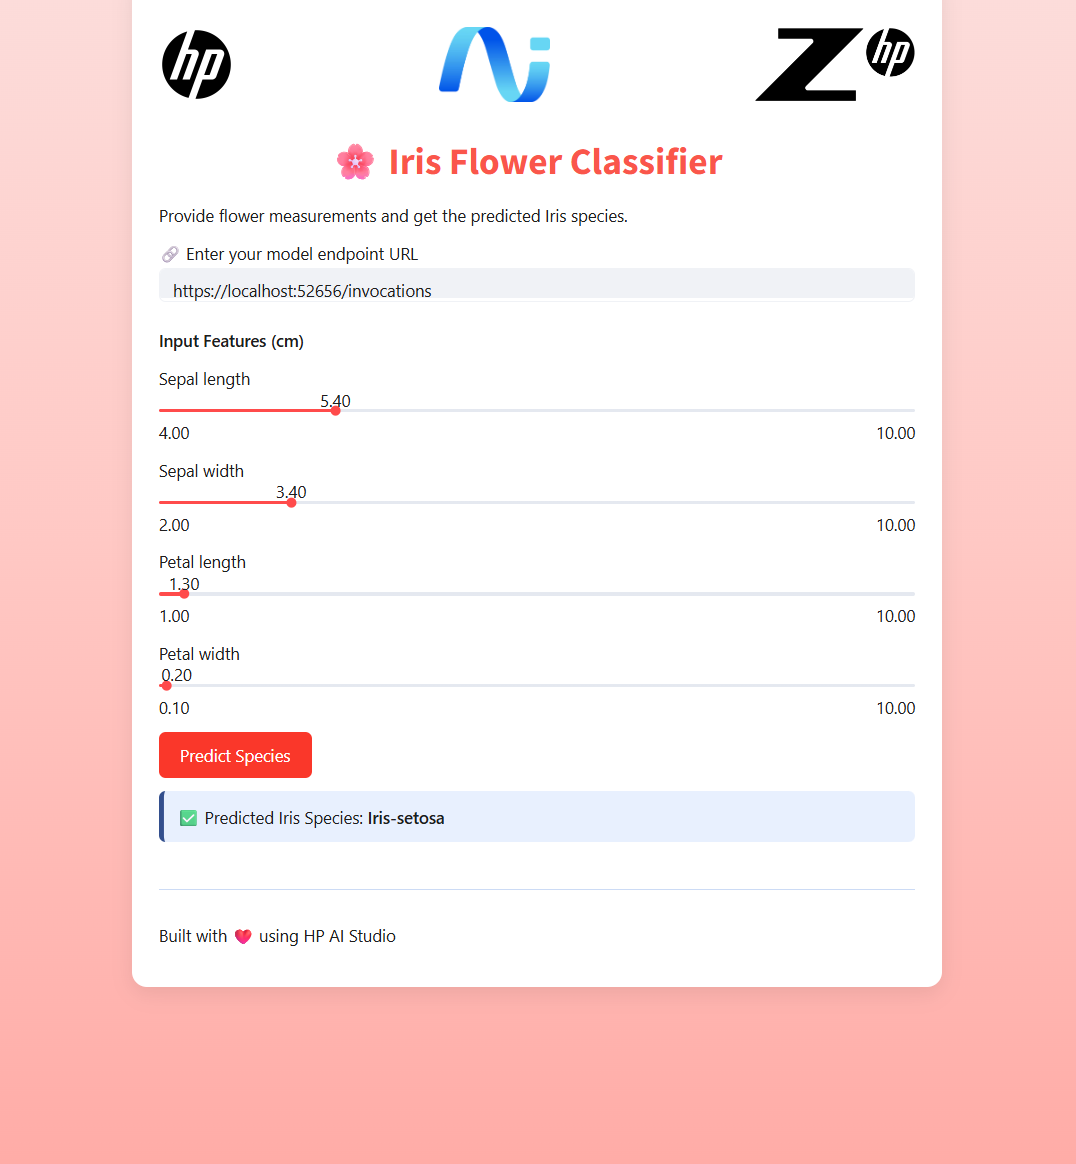 hp
Z hp
🌸 Iris Flower Classifier
Provide flower measurements and get the predicted Iris species.
🔗 Enter your model endpoint URL
https://localhost:52656/invocations
Input Features (cm)
Sepal length
5.40
4.00 10.00
Sepal width
3.40
2.00 10.00
Petal length
1.30
1.00 10.00
Petal width
0.20
0.10 10.00
Predict Species
✅ Predicted Iris Species: Iris-setosa
Built with ❤️ using HP AI Studio